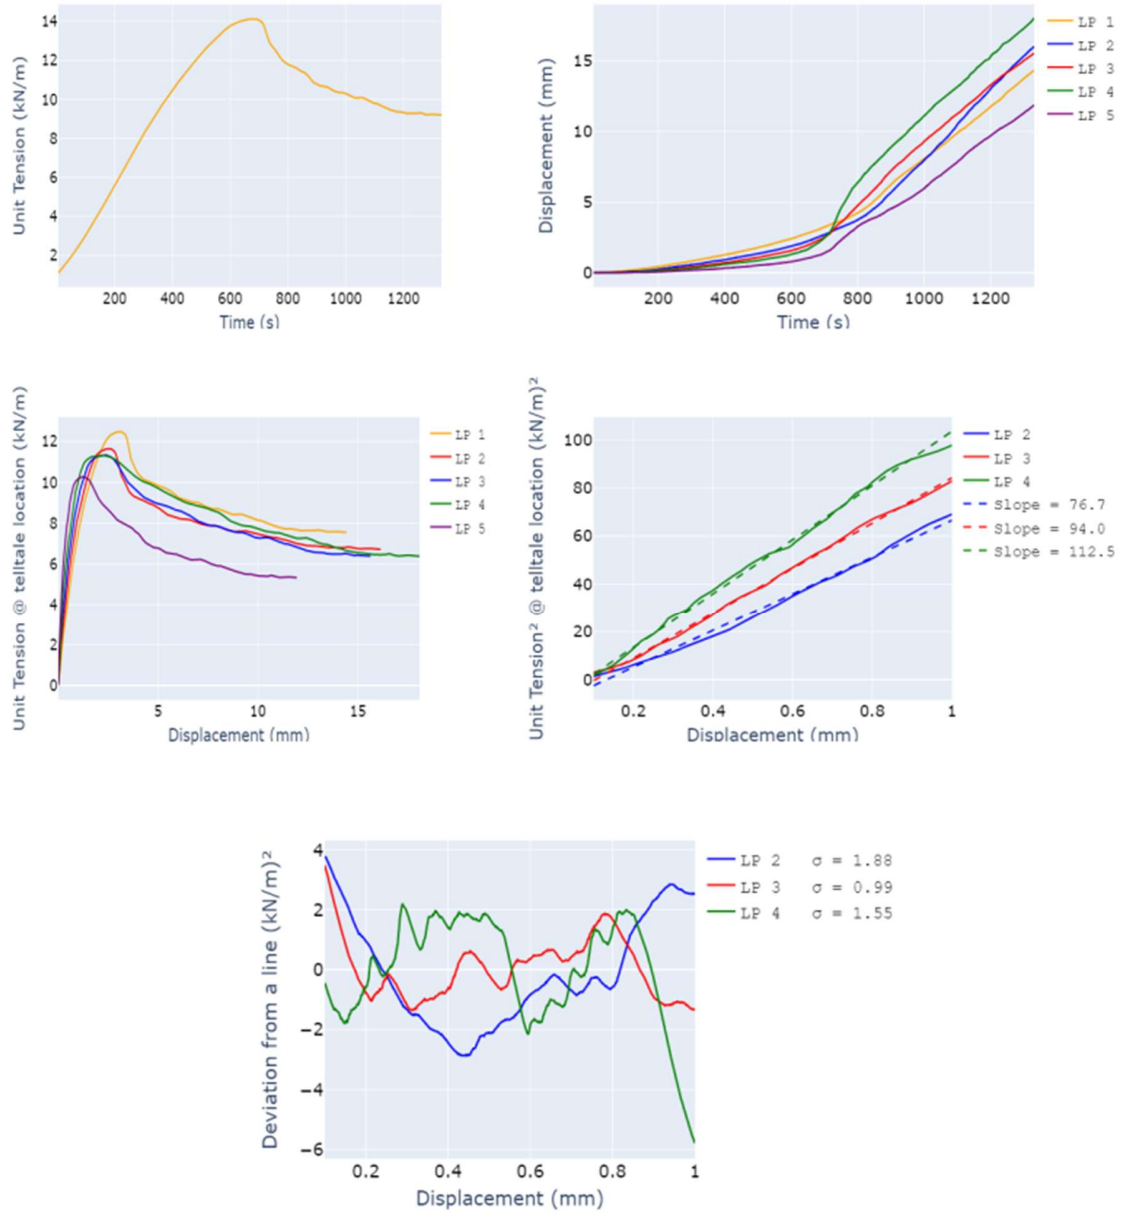 Unit Tension (kN/m)
14
12
10
8
6
4
2
200 400 600 800 1000 1200
Time (s)
Displacement (mm)
15
10
5
0
200 400 600 800 1000 1200
Time (s)
LP 1
LP 2
LP 3
LP 4
LP 5
Unit Tension @ telltale location (kN/m)
12
10
8
6
4
2
0
5 10 15
Displacement (mm)
LP 1
LP 2
LP 3
LP 4
LP 5
Unit Tension² @ telltale location (kN/m)²
100
80
60
40
20
0
0.2 0.4 0.6 0.8 1
Displacement (mm)
LP 2
LP 3
LP 4
Slope = 76.7
Slope = 94.0
Slope = 112.5
Deviation from a line (kN/m)²
4
2
0
−2
−4
−6
0.2 0.4 0.6 0.8 1
Displacement (mm)
LP 2 σ = 1.88
LP 3 σ = 0.99
LP 4 σ = 1.55